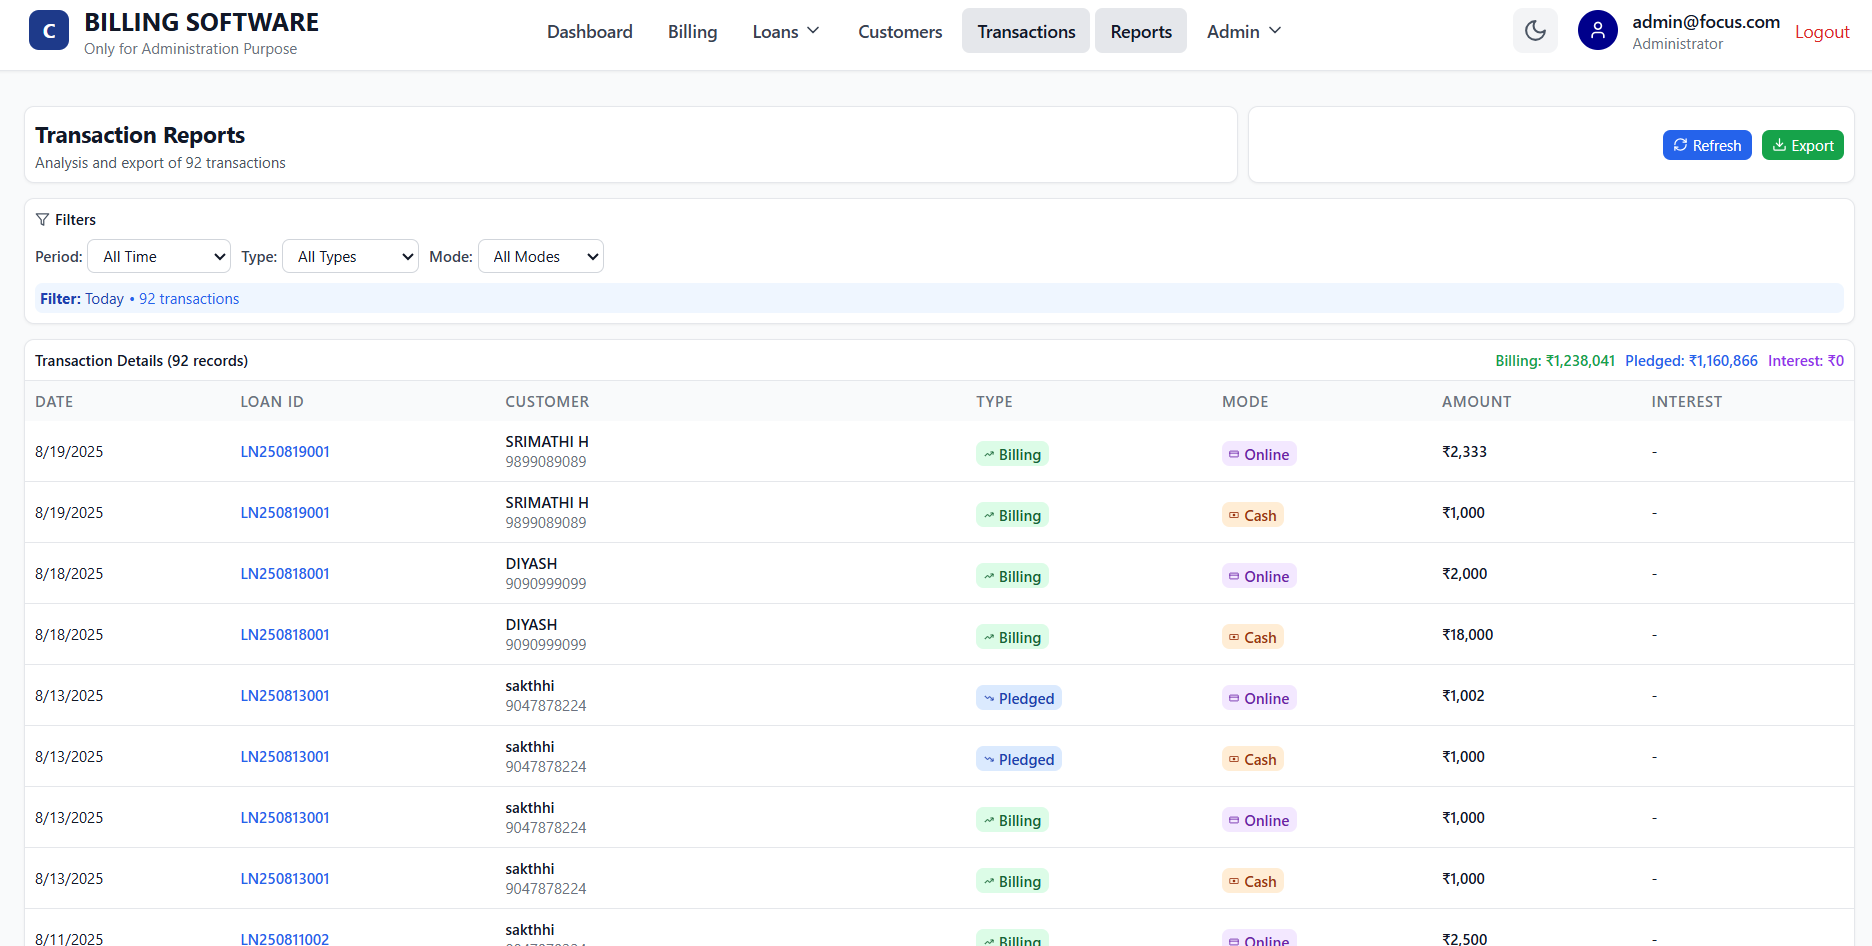 C
BILLING SOFTWARE
Only for Administration Purpose
Dashboard Billing Loans Customers Transactions Reports Admin
admin@focus.com
Administrator
Logout
Transaction Reports
Analysis and export of 92 transactions
Refresh Export
Filters
Period: All Time Type: All Types Mode: All Modes
Filter: Today • 92 transactions
Transaction Details (92 records) Billing: ₹1,238,041 Pledged: ₹1,160,866 Interest: ₹0
DATE LOAN ID CUSTOMER TYPE MODE AMOUNT INTEREST
8/19/2025 LN250819001 SRIMATHI H Billing Online ₹2,333 -
9899089089
8/19/2025 LN250819001 SRIMATHI H Billing Cash ₹1,000 -
9899089089
8/18/2025 LN250818001 DIYASH Billing Online ₹2,000 -
9090999099
8/18/2025 LN250818001 DIYASH Billing Cash ₹18,000 -
9090999099
8/13/2025 LN250813001 sakthhi Pledged Online ₹1,002 -
9047878224
8/13/2025 LN250813001 sakthhi Pledged Cash ₹1,000 -
9047878224
8/13/2025 LN250813001 sakthhi Billing Online ₹1,000 -
9047878224
8/13/2025 LN250813001 sakthhi Billing Cash ₹1,000 -
9047878224
8/11/2025 LN250811002 sakthhi Billing Online ₹2,500 -